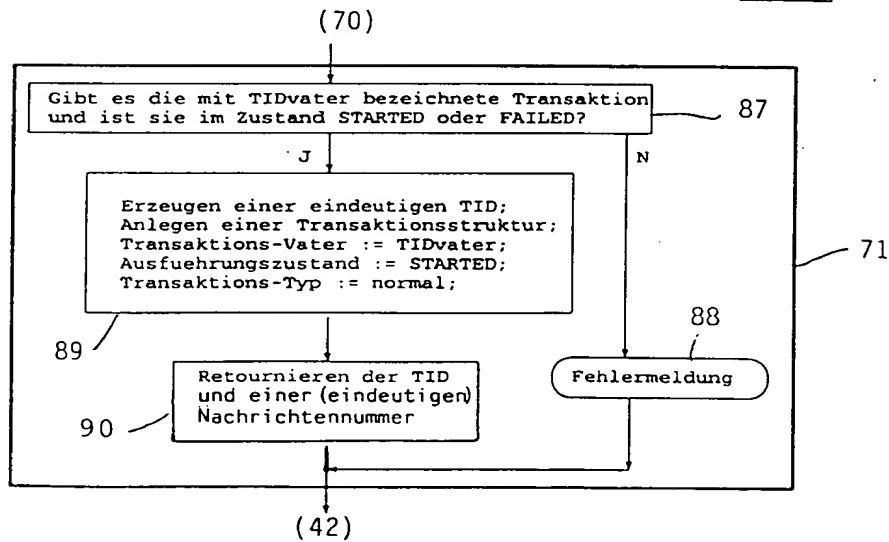 (70)
Gibt es die mit TIDvater bezeichnete Transaktion
und ist sie im Zustand STARTED oder FAILED?
87
J
N
Erzeugen einer eindeutigen TID;
Anlegen einer Transaktionsstruktur;
Transaktions-Vater := TIDvater;
Ausfuehrungszustand := STARTED;
Transaktions-Typ := normal;
71
89
88
Retournieren der TID
und einer (eindeutigen)
Nachrichtennummer
Fehlermeldung
90
(42)